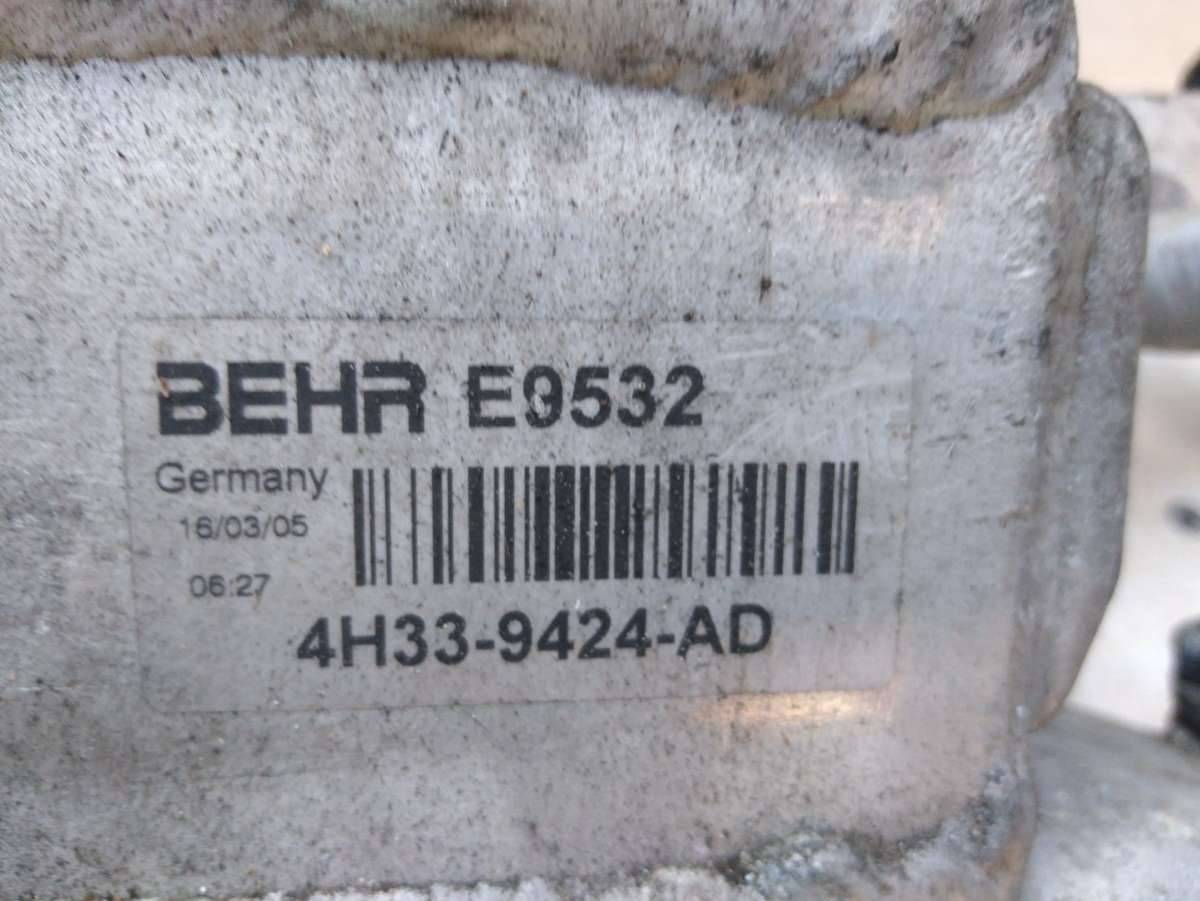 BEHR E9532
Germany
16/03/05
06:27
4H33-9424-AD